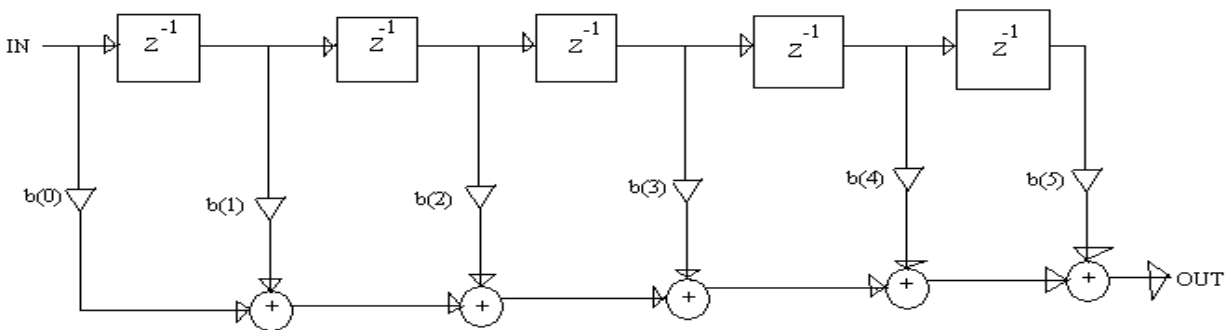 IN
z⁻¹
z⁻¹
z⁻¹
z⁻¹
z⁻¹
b(0)
b(1)
b(2)
b(3)
b(4)
b(5)
+
+
+
+
+
OUT